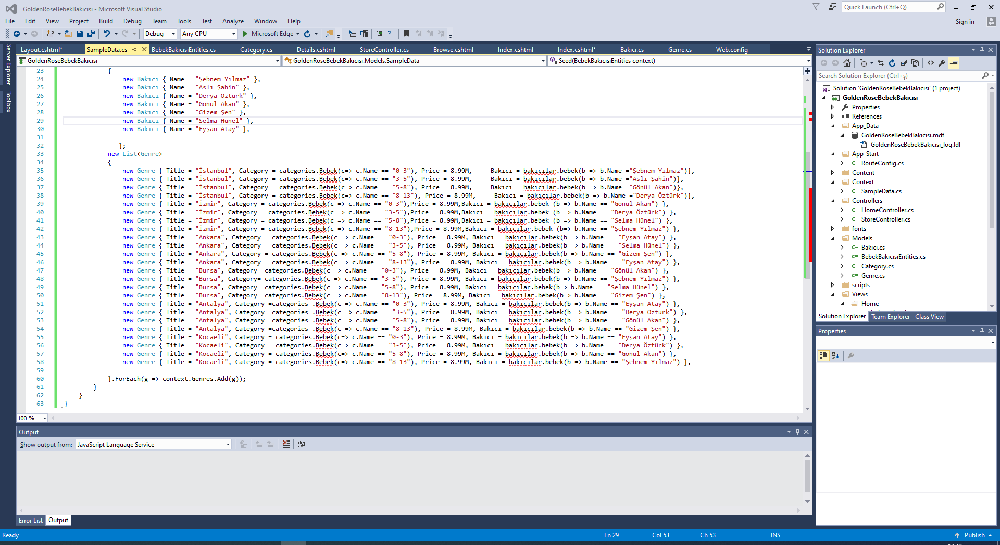 GoldenRoseBebekBakıcısı - Microsoft Visual Studio
Quick Launch (Ctrl+Q)
File Edit View Project Build Debug Team Tools Test Analyze Window Help
Sign in
Debug Any CPU Microsoft Edge
Server Explorer
Toolbox
_Layout.cshtml* SampleData.cs BebekBakıcısıEntities.cs Category.cs Details.cshtml StoreController.cs Browse.cshtml Index.cshtml Index.cshtml* Bakıcı.cs Genre.cs Web.config
GoldenRoseBebekBakıcısı GoldenRoseBebekBakıcısı.Models.SampleData Seed(BebekBakıcısıEntities context)
23 {
24 new Bakıcı { Name = "Şebnem Yılmaz" },
25 new Bakıcı { Name = "Aslı Şahin" },
26 new Bakıcı { Name = "Derya Öztürk" },
27 new Bakıcı { Name = "Gönül Akan" },
28 new Bakıcı { Name = "Gizem Şen" },
29 new Bakıcı { Name = "Selma Hünel" },
30 new Bakıcı { Name = "Eyşan Atay" },
31
32 };
33 new List<Genre>
34 {
35 new Genre { Title = "İstanbul", Category = categories.Bebek(c=> c.Name == "0-3"), Price = 8.99M, Bakıcı = bakıcılar.bebek(b => b.Name ="Şebnem Yılmaz")},
36 new Genre { Title = "İstanbul", Category = categories.Bebek(c=> c.Name == "3-5"), Price = 8.99M, Bakıcı = bakıcılar.bebek(b => b.Name ="Aslı Şahin")},
37 new Genre { Title = "İstanbul", Category = categories.Bebek(c=> c.Name == "5-8"), Price = 8.99M, Bakıcı = bakıcılar.bebek(b => b.Name ="Gönül Akan")},
38 new Genre { Title = "İstanbul", Category = categories.Bebek(c=> c.Name == "8-13"), Price = 8.99M, Bakıcı = bakıcılar.bebek(b => b.Name ="Derya Öztürk")},
39 new Genre { Title = "İzmir", Category = categories.Bebek(c => c.Name == "0-3"),Price = 8.99M,Bakıcı = bakıcılar.bebek (b => b.Name == "Gönül Akan") },
40 new Genre { Title = "İzmir", Category = categories.Bebek(c => c.Name == "3-5"),Price = 8.99M,Bakıcı = bakıcılar.bebek (b => b.Name == "Derya Öztürk") },
41 new Genre { Title = "İzmir", Category = categories.Bebek(c => c.Name == "5-8"),Price = 8.99M,Bakıcı = bakıcılar.bebek (b => b.Name == "Selma Hünel") },
42 new Genre { Title = "İzmir", Category = categories.Bebek(c => c.Name == "8-13"),Price = 8.99M,Bakıcı = bakıcılar.bebek (b=> b.Name == "Şebnem Yılmaz") },
43 new Genre { Title = "Ankara", Category = categories.Bebek(c => c.Name == "0-3"), Price = 8.99M, Bakıcı = bakıcılar.bebek(b => b.Name == "Eyşan Atay") },
44 new Genre { Title = "Ankara", Category = categories.Bebek(c => c.Name == "3-5"), Price = 8.99M, Bakıcı = bakıcılar.bebek(b => b.Name == "Selma Hünel") },
45 new Genre { Title = "Ankara", Category = categories.Bebek(c => c.Name == "5-8"), Price = 8.99M, Bakıcı = bakıcılar.bebek(b => b.Name == "Gizem Şen") },
46 new Genre { Title = "Ankara", Category = categories.Bebek(c => c.Name == "8-13"), Price = 8.99M, Bakıcı = bakıcılar.bebek(b => b.Name == "Eyşan Atay") },
47 new Genre { Title = "Bursa", Category= categories.Bebek(c => c.Name == "0-3"), Price = 8.99M, Bakıcı = bakıcılar.bebek(b => b.Name == "Gönül Akan") },
48 new Genre { Title = "Bursa", Category= categories.Bebek(c => c.Name == "3-5"), Price = 8.99M, Bakıcı = bakıcılar.bebek(b => b.Name == "Şebnem Yılmaz") },
49 new Genre { Title = "Bursa", Category= categories.Bebek(c => c.Name == "5-8"), Price = 8.99M, Bakıcı = bakıcılar.bebek(b=> b.Name == "Selma Hünel") },
50 new Genre { Title = "Bursa", Category= categories.Bebek(c => c.Name == "8-13"), Price = 8.99M, Bakıcı = bakıcılar.bebek(b=> b.Name == "Gizem Şen") },
51 new Genre { Title = "Antalya", Category =categories .Bebek(c => c.Name == "0-3"), Price = 8.99M, Bakıcı = bakıcılar.bebek(b => b.Name == "Eyşan Atay") },
52 new Genre { Title = "Antalya", Category =categories .Bebek(c => c.Name == "3-5"), Price = 8.99M, Bakıcı = bakıcılar.bebek(b => b.Name == "Derya Öztürk") },
53 new Genre { Title = "Antalya", Category =categories .Bebek(c => c.Name == "5-8"), Price = 8.99M, Bakıcı = bakıcılar.bebek(b => b.Name == "Gönül Akan") },
54 new Genre { Title = "Antalya", Category =categories .Bebek(c => c.Name == "8-13"), Price = 8.99M, Bakıcı = bakıcılar.bebek(b => b.Name == "Gizem Şen") },
55 new Genre { Title = "Kocaeli", Category = categories.Bebek(c=> c.Name == "0-3"), Price = 8.99M, Bakıcı = bakıcılar.bebek(b => b.Name == "Eyşan Atay") },
56 new Genre { Title = "Kocaeli", Category = categories.Bebek(c=> c.Name == "3-5"), Price = 8.99M, Bakıcı = bakıcılar.bebek(b => b.Name == "Derya Öztürk") },
57 new Genre { Title = "Kocaeli", Category = categories.Bebek(c=> c.Name == "5-8"), Price = 8.99M, Bakıcı = bakıcılar.bebek(b => b.Name == "Gönül Akan") },
58 new Genre { Title = "Kocaeli", Category = categories.Bebek(c=> c.Name == "8-13"), Price = 8.99M, Bakıcı = bakıcılar.bebek(b => b.Name == "Şebnem Yılmaz") },
59
60 }.ForEach(g => context.Genres.Add(g));
61 }
62 }
63 }
100 %
Output
Show output from: JavaScript Language Service
Error List Output
Solution Explorer
Search Solution Explorer (Ctrl+ş)
Solution 'GoldenRoseBebekBakıcısı' (1 project)
GoldenRoseBebekBakıcısı
Properties
References
App_Data
GoldenRoseBebekBakıcısı.mdf
GoldenRoseBebekBakıcısı_log.ldf
App_Start
RouteConfig.cs
Content
Context
SampleData.cs
Controllers
HomeController.cs
StoreController.cs
fonts
Models
Bakıcı.cs
BebekBakıcısıEntities.cs
Category.cs
Genre.cs
scripts
Views
Home
Solution Explorer Team Explorer Class View
Properties
Ready Ln 29 Col 53 Ch 53 INS Publish